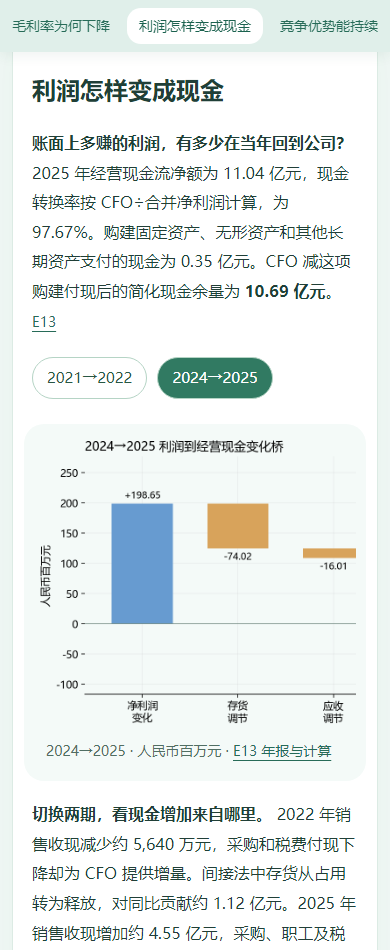 毛利率为何下降 利润怎样变成现金 竞争优势能持续
利润怎样变成现金
账面上多赚的利润，有多少在当年回到公司？
2025 年经营现金流净额为 11.04 亿元，现金
转换率按 CFO÷合并净利润计算，为
97.67%。购建固定资产、无形资产和其他长
期资产支付的现金为 0.35 亿元。CFO 减这项
购建付现后的简化现金余量为 10.69 亿元。
E13
2021→2022 2024→2025
2024→2025 利润到经营现金变化桥
人民币百万元
250
200
150
100
50
0
-50
-100
+198.65
-74.02
-16.01
净利润
变化
存货
调节
应收
调节
2024→2025 · 人民币百万元 · E13 年报与计算
切换两期，看现金增加来自哪里。 2022 年销
售收现减少约 5,640 万元，采购和税费付现下
降却为 CFO 提供增量。间接法中存货从占用
转为释放，对同比贡献约 1.12 亿元。2025 年
销售收现增加约 4.55 亿元，采购、职工及税